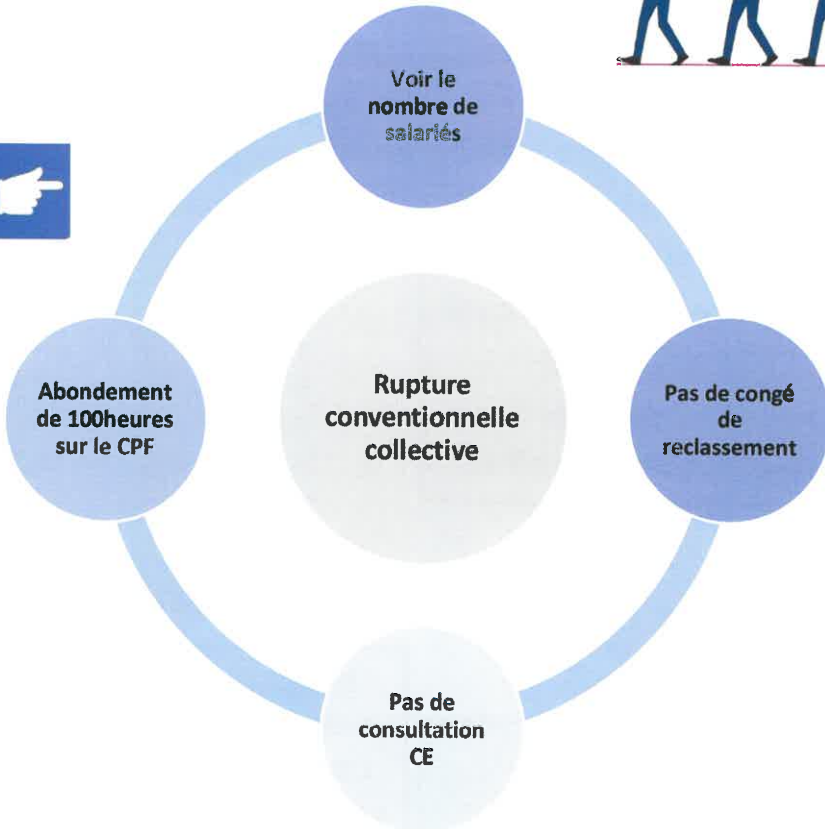 Voir le
nombre de
salariés
Abondement
de 100heures
sur le CPF
Rupture
conventionnelle
collective
Pas de congé
de
reclassement
Pas de
consultation
CE